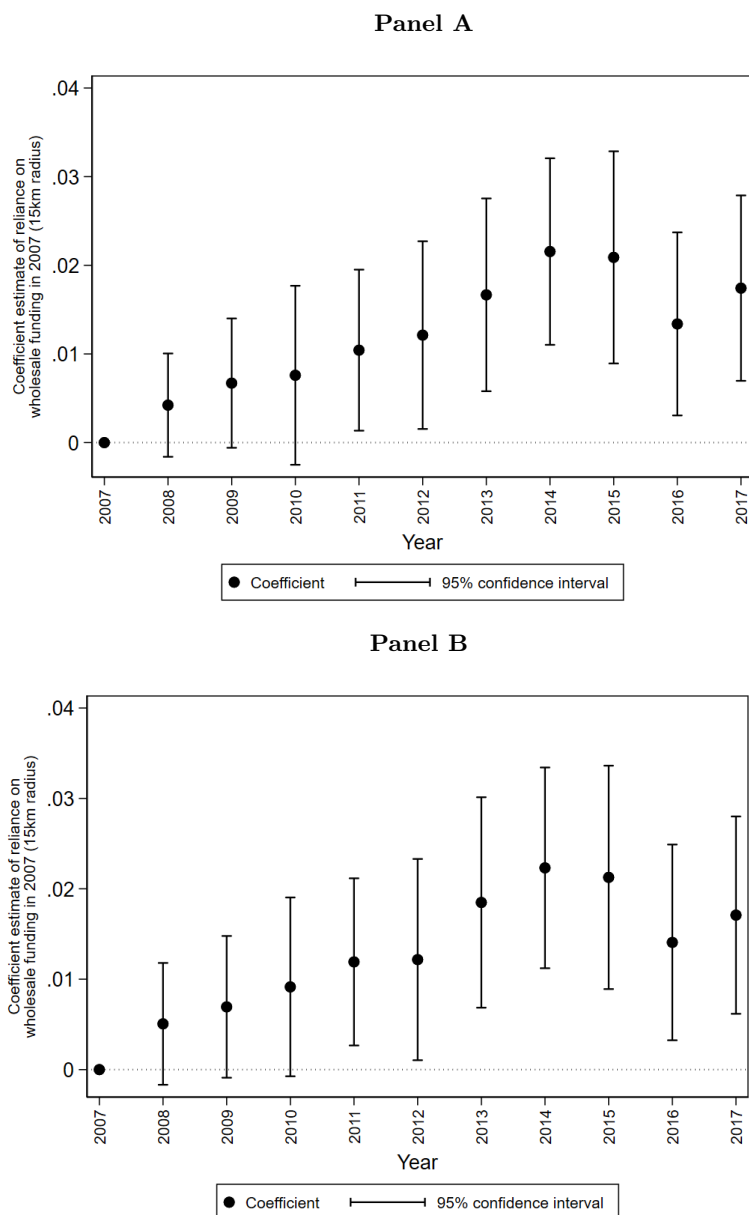 Panel A
Coefficient estimate of reliance on
wholesale funding in 2007 (15km radius)
.04
.03
.02
.01
0
2007 2008 2009 2010 2011 2012 2013 2014 2015 2016 2017
Year
Coefficient 95% confidence interval
Panel B
Coefficient estimate of reliance on
wholesale funding in 2007 (15km radius)
.04
.03
.02
.01
0
2007 2008 2009 2010 2011 2012 2013 2014 2015 2016 2017
Year
Coefficient 95% confidence interval